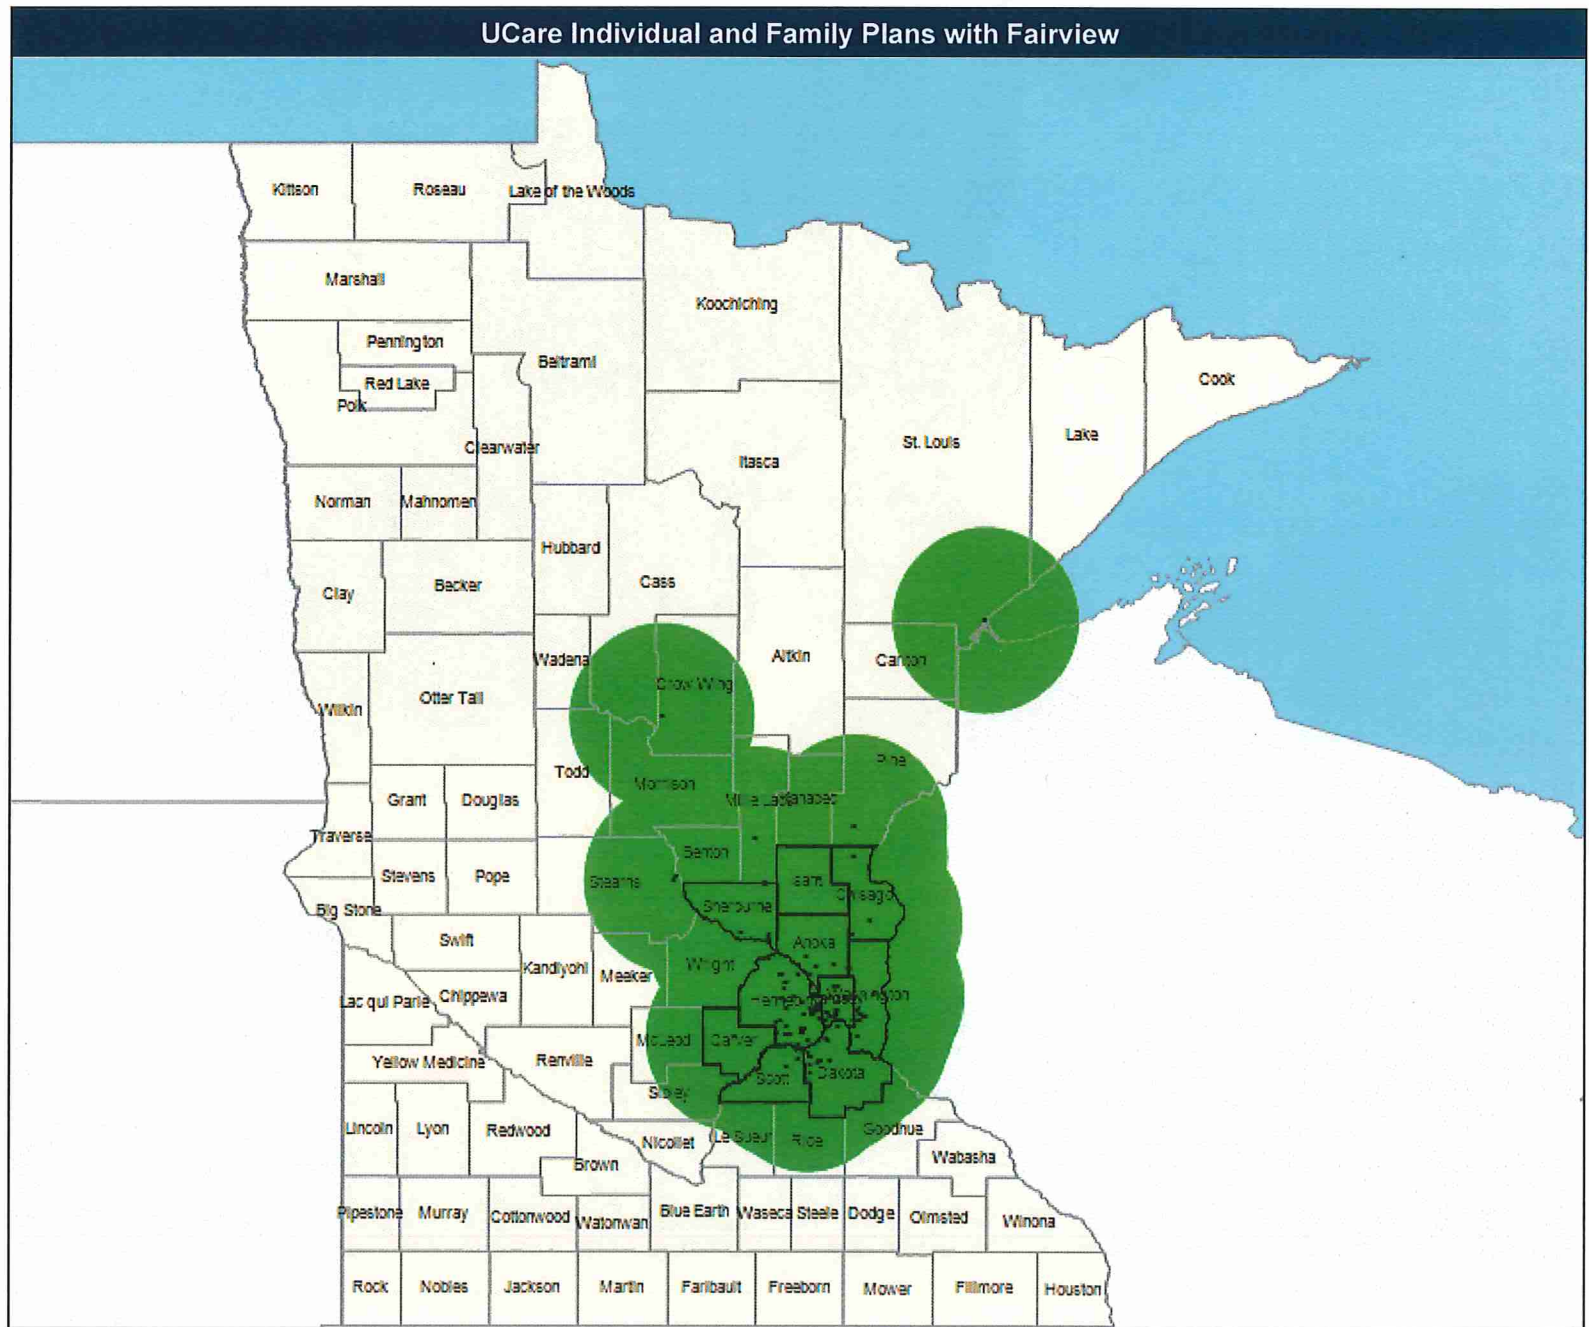 UCare Individual and Family Plans with Fairview
Kittson
Roseau
Lake of the Woods
Marshall
Koochiching
Pennington
Beltrami
Red Lake
Cook
Polk
Lake
St. Louis
Clearwater
Itasca
Norman
Mahnomen
Hubbard
Cass
Becker
Clay
Wadena
Aitkin
Carlton
Crow Wing
Otter Tail
Wilkin
Pine
Todd
Morrison
Grant
Douglas
Mille Lacs
Kanabec
Traverse
Benton
Stevens
Pope
Stearns
Isanti
Chisago
Sherburne
Big Stone
Swift
Anoka
Wright
Kandiyohi
Meeker
Chippewa
Lac qui Parle
Hennepin
Ramsey
Washington
McLeod
Carver
Yellow Medicine
Renville
Scott
Dakota
Sibley
Lincoln
Lyon
Redwood
Nicollet
Le Sueur
Rice
Goodhue
Wabasha
Brown
Pipestone
Murray
Cottonwood
Watonwan
Blue Earth
Waseca
Steele
Dodge
Olmsted
Winona
Rock
Nobles
Jackson
Martin
Faribault
Freeborn
Mower
Fillmore
Houston